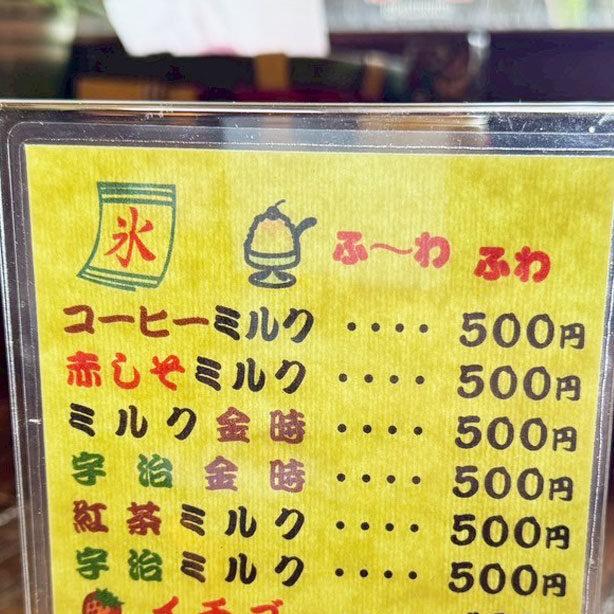 氷 ふ〜わ ふわ
コーヒーミルク ‥‥ 500円
赤しそミルク ‥‥ 500円
ミルク金時 ‥‥ 500円
宇治金時 ‥‥ 500円
紅茶ミルク ‥‥ 500円
宇治ミルク ‥‥ 500円
イチゴ